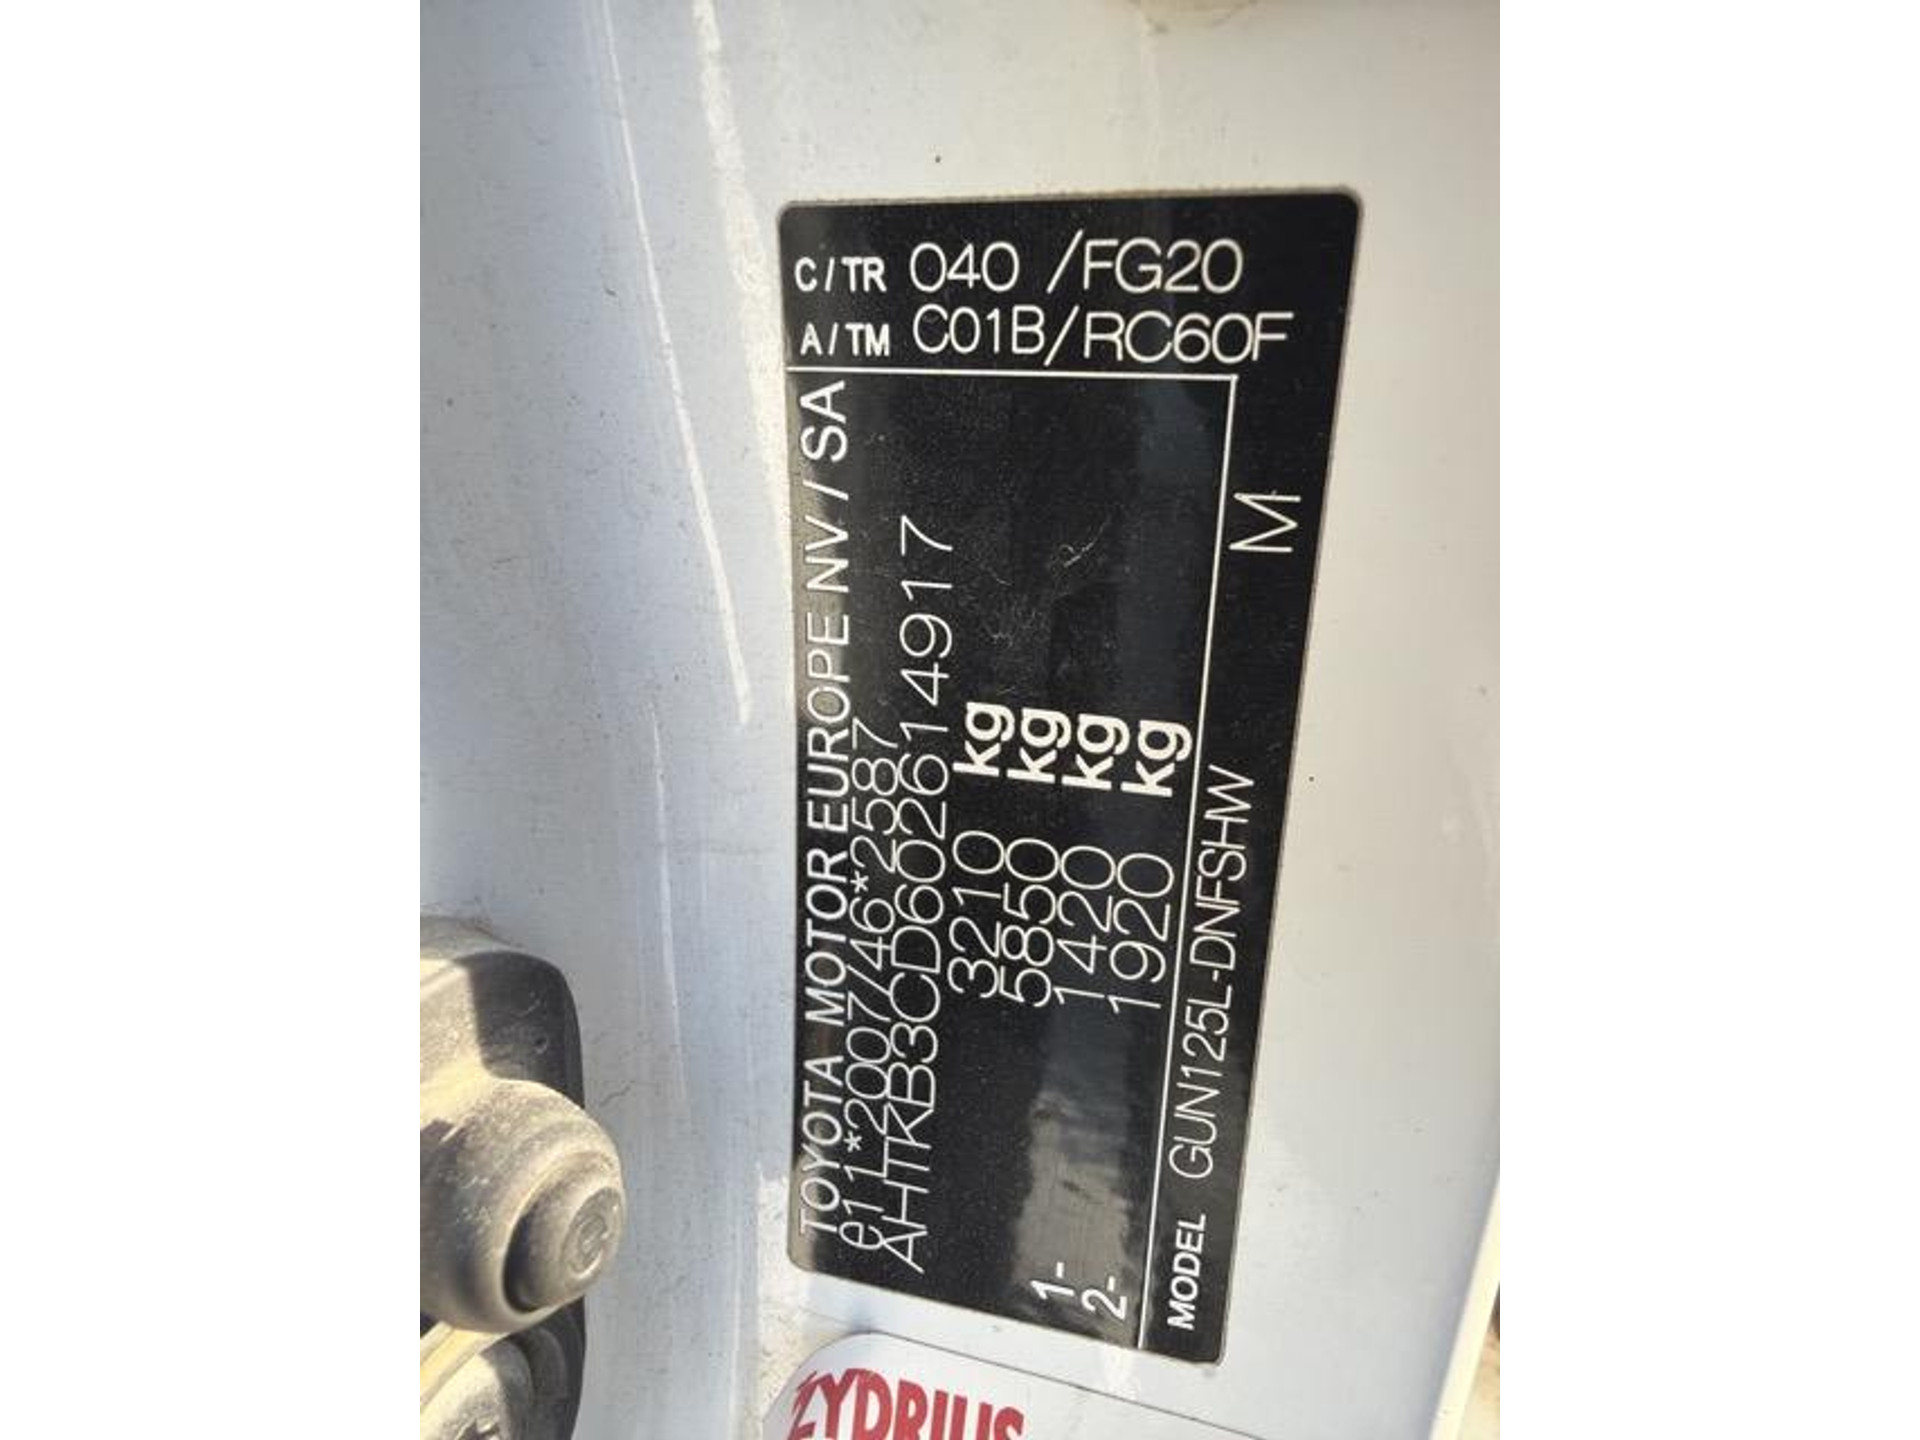 C/TR 040 /FG20
A/TM C01B/RC60F
TOYOTA MOTOR EUROPE NV/SA
e11*2007/46*2587
AHTKB3CD602614917
3210 kg
5850 kg
1- 1420 kg
2- 1920 kg
MODEL GUN125L-DNFSHW M
ZYDRIUS